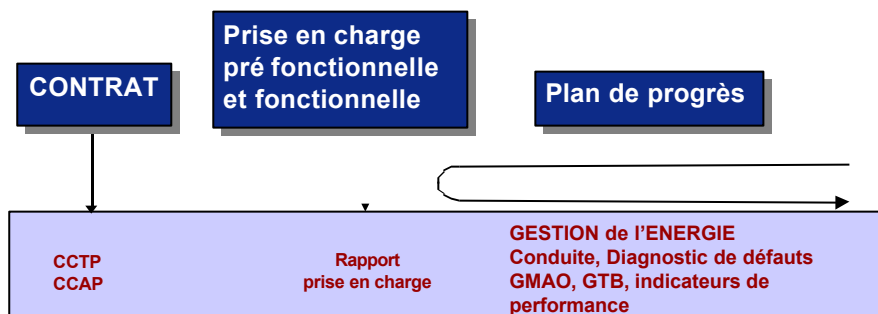 CONTRAT
Prise en charge
pré fonctionnelle
et fonctionnelle
Plan de progrès
CCTP
CCAP
Rapport
prise en charge
GESTION de l'ENERGIE
Conduite, Diagnostic de défauts
GMAO, GTB, indicateurs de
performance